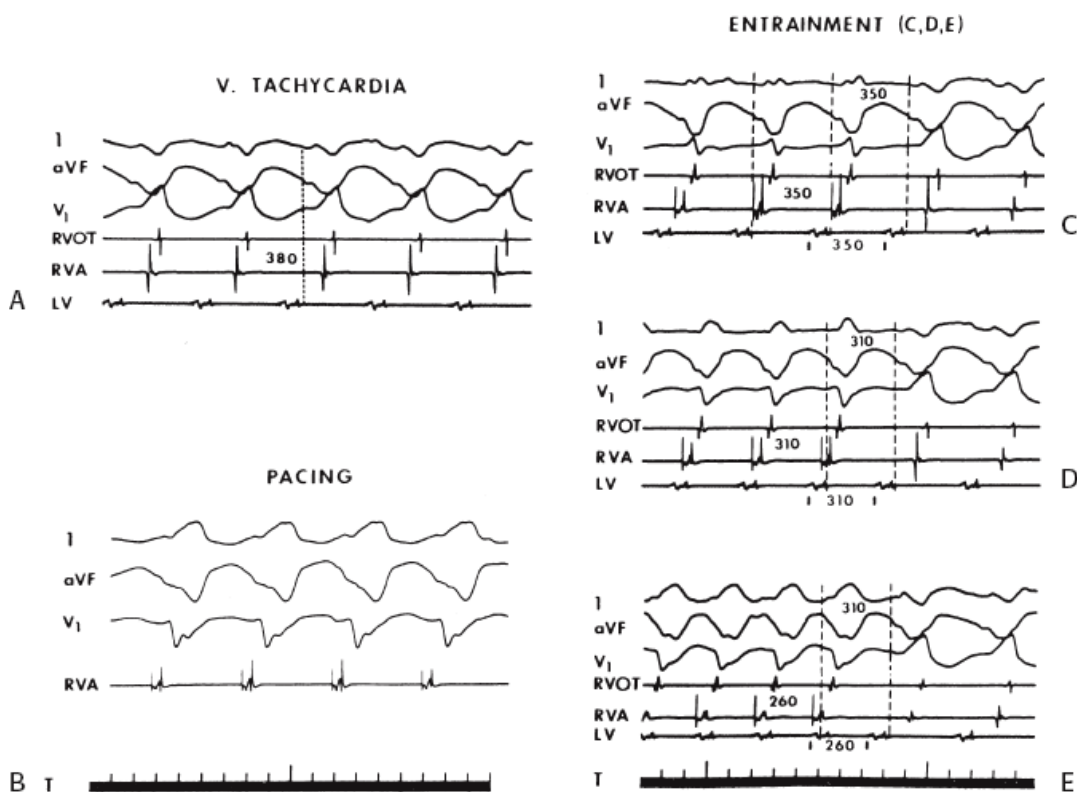 V. TACHYCARDIA
1
aVF
V1
RVOT
RVA
380
LV
A
PACING
1
aVF
V1
RVA
B
T
ENTRAINMENT (C,D,E)
1
350
aVF
V1
RVOT
350
RVA
C
LV
350
1
310
aVF
V1
RVOT
310
RVA
LV
D
310
1
310
aVF
V1
RVOT
260
RVA
LV
260
T
E